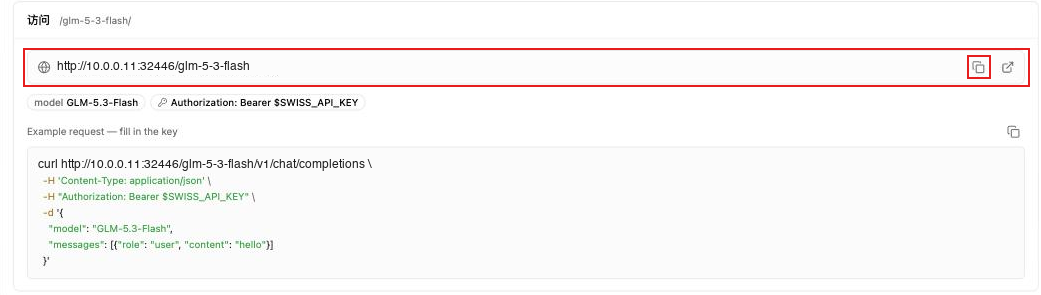 访问 /glm-5-3-flash/
http://10.0.0.11:32446/glm-5-3-flash
model GLM-5.3-Flash Authorization: Bearer $SWISS_API_KEY
Example request — fill in the key
curl http://10.0.0.11:32446/glm-5-3-flash/v1/chat/completions \
-H 'Content-Type: application/json' \
-H "Authorization: Bearer $SWISS_API_KEY" \
-d '{
"model": "GLM-5.3-Flash",
"messages": [{"role": "user", "content": "hello"}]
}'